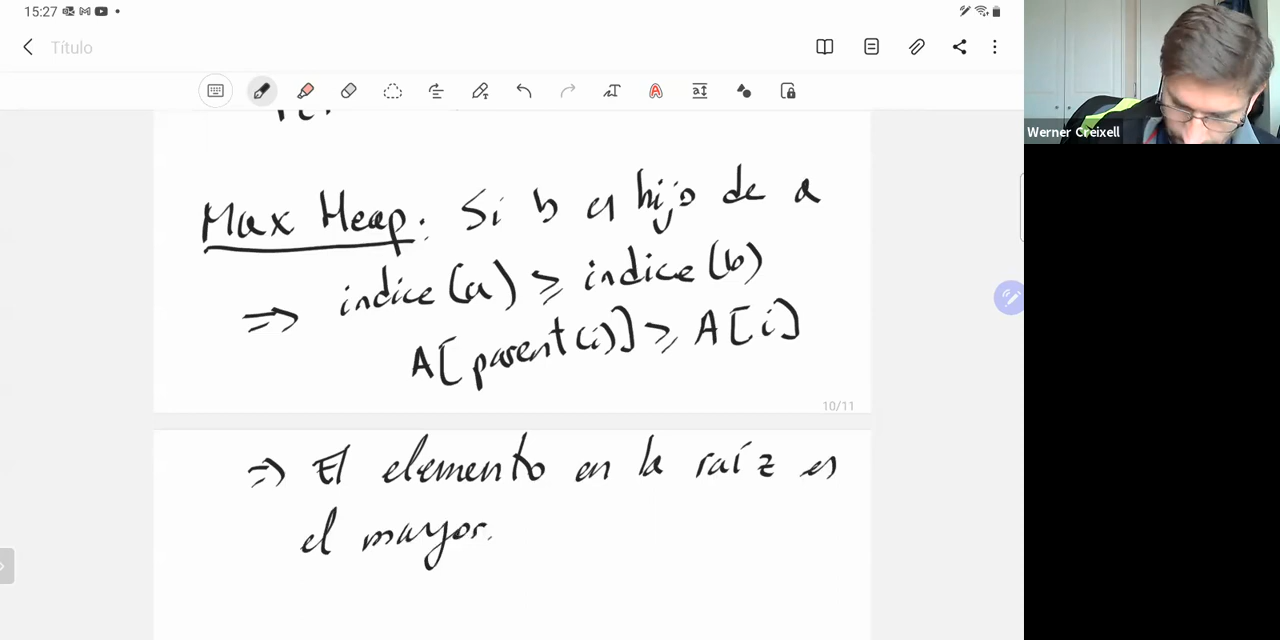 15:27
Título
Max Heap: Si b es hijo de a
⇒ indice(a) ≥ indice(b)
A[parent(i)] ≥ A[i]
10/11
⇒ El elemento en la raíz es
el mayor.
Werner Creixell